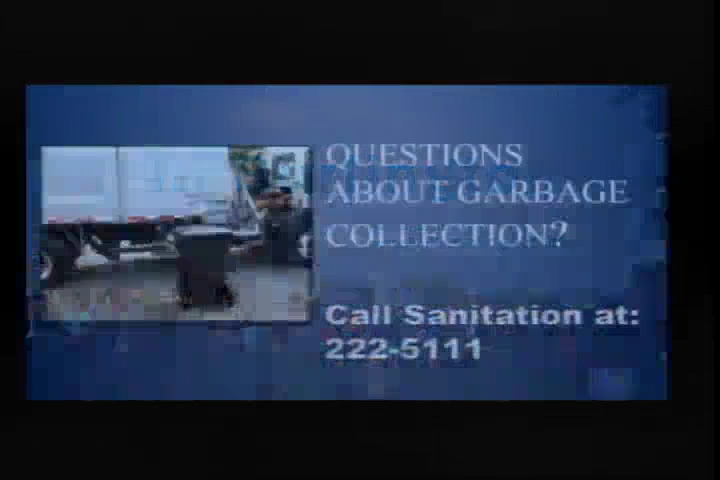 QUESTIONS
ABOUT GARBAGE
COLLECTION?
Call Sanitation at:
222-5111